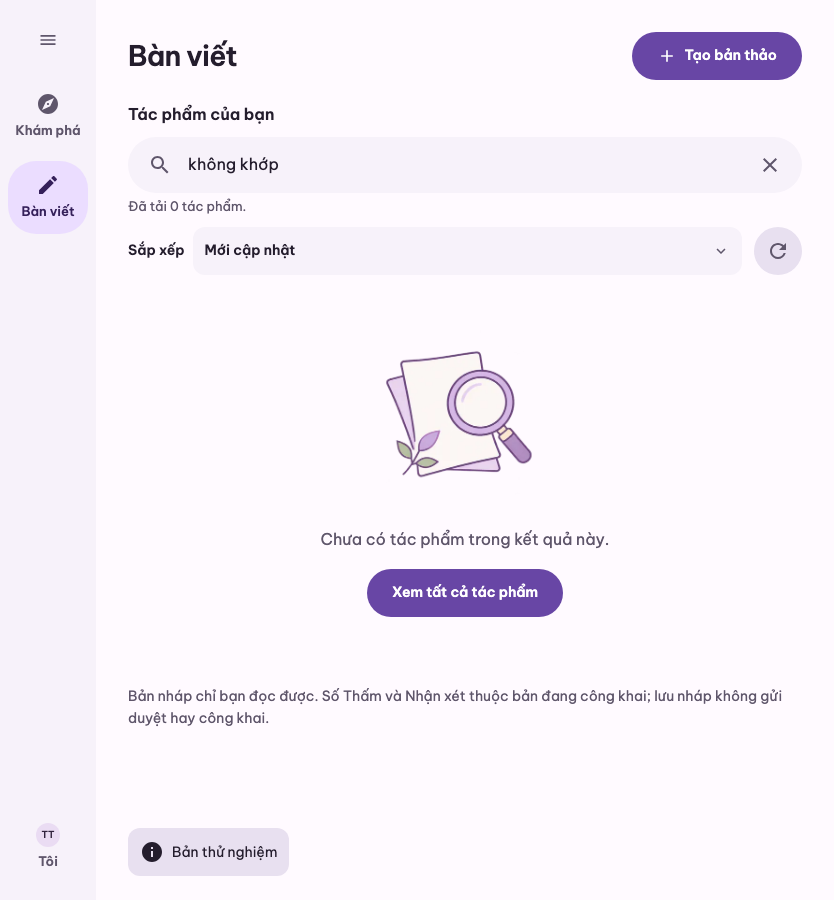 Khám phá
Bàn viết
TT
Tôi
Bàn viết
Tạo bản thảo
Tác phẩm của bạn
không khớp
Đã tải 0 tác phẩm.
Sắp xếp
Mới cập nhật
Chưa có tác phẩm trong kết quả này.
Xem tất cả tác phẩm
Bản nháp chỉ bạn đọc được. Số Thấm và Nhận xét thuộc bản đang công khai; lưu nháp không gửi
duyệt hay công khai.
Bản thử nghiệm